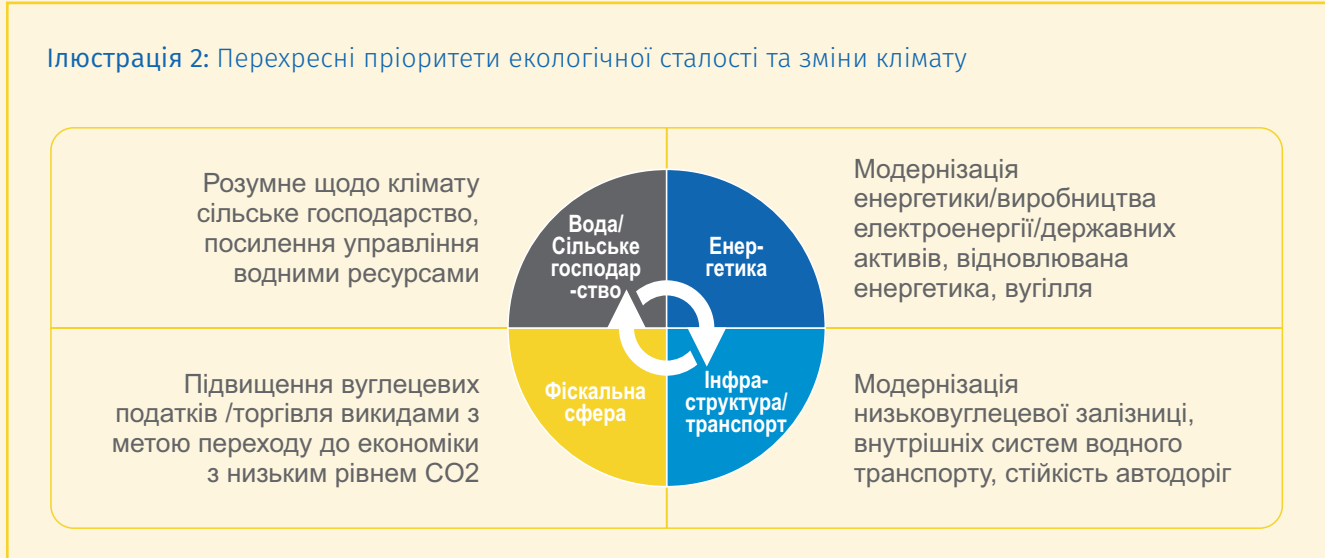 Ілюстрація 2: Перехресні пріоритети екологічної сталості та зміни клімату
Розумне щодо клімату
сільське господарство,
посилення управління
водними ресурсами
Вода/
Сільське
господар
-ство
Енер-
гетика
Модернізація
енергетики/виробництва
електроенергії/державних
активів, відновлювана
енергетика, вугілля
Підвищення вуглецевих
податків /торгівля викидами з
метою переходу до економіки
з низьким рівнем CO2
Фіскальна
сфера
Інфра-
структура/
транспорт
Модернізація
низьковуглецевої залізниці,
внутрішніх систем водного
транспорту, стійкість автодоріг